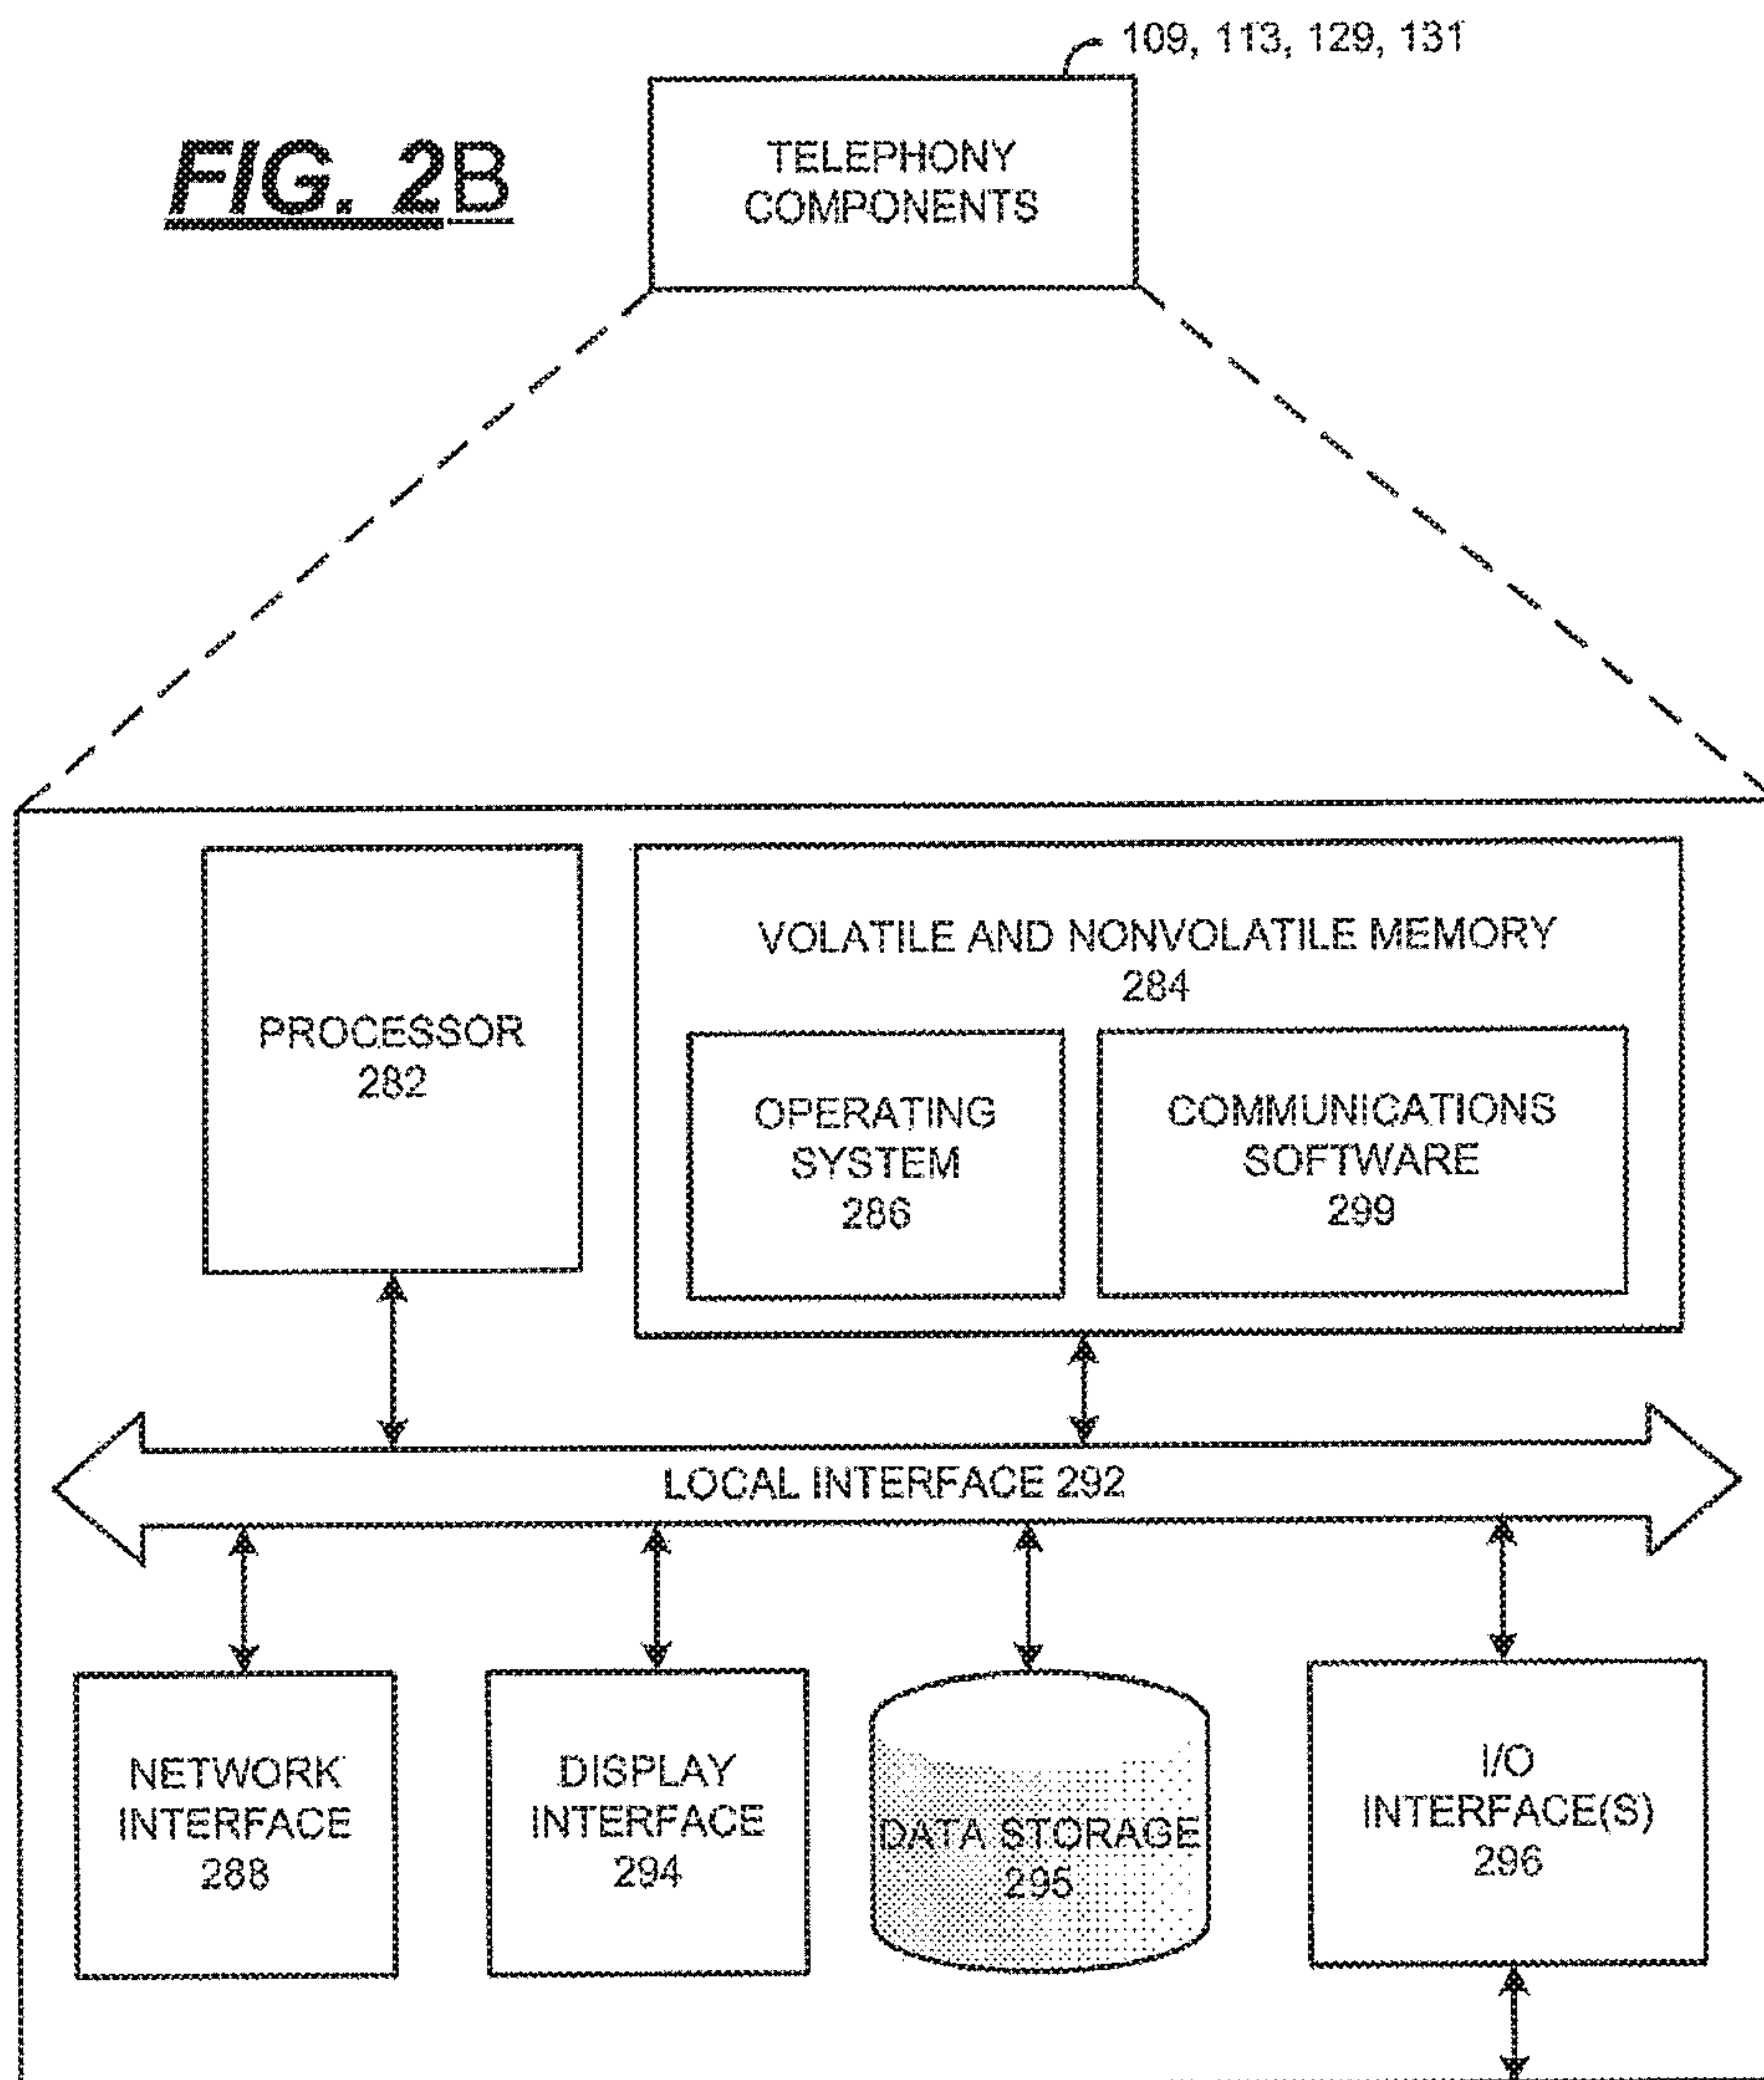 109, 113, 129, 131
FIG. 2B
TELEPHONY
COMPONENTS
VOLATILE AND NONVOLATILE MEMORY
284
PROCESSOR
282
OPERATING
SYSTEM
286
COMMUNICATIONS
SOFTWARE
299
LOCAL INTERFACE 292
NETWORK
INTERFACE
288
DISPLAY
INTERFACE
294
DATA STORAGE
295
I/O
INTERFACE(S)
296